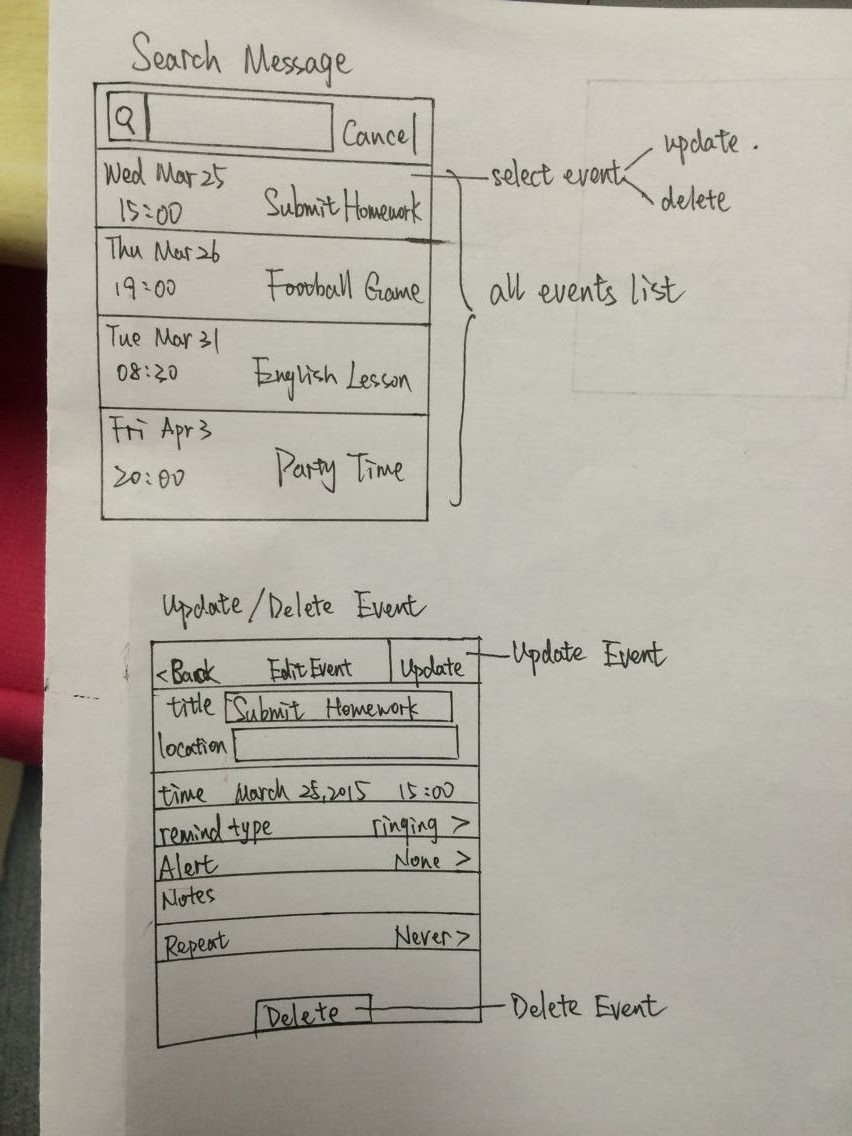 Search Message
Cancel
Wed Mar 25
15:00 Submit Homework
Thu Mar 26
19:00 Football Game
Tue Mar 31
08:30 English Lesson
Fri Apr 3
20:00 Party Time
select event
update.
delete
all events list
Update/Delete Event
<Back Edit Event Update
Update Event
title Submit Homework
location
time March 25,2015 15:00
remind type ringing >
Alert None >
Notes
Repeat Never >
Delete
Delete Event